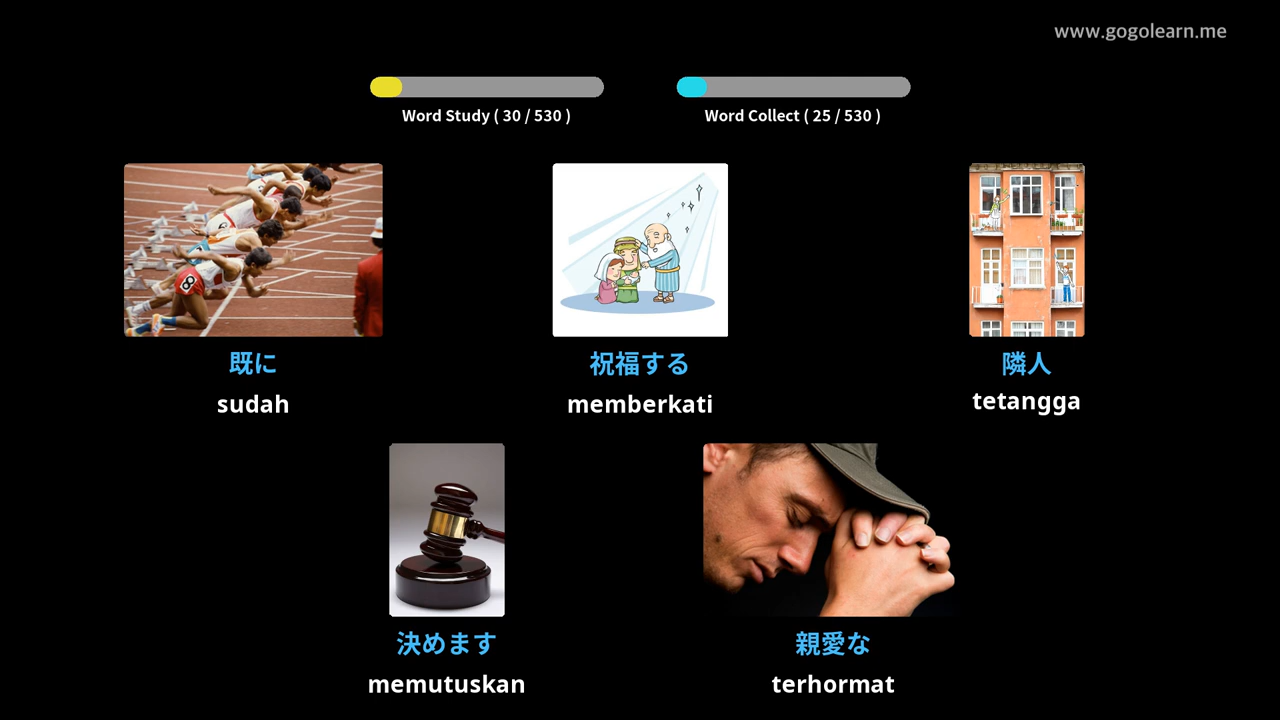 www.gogolearn.me
Word Study ( 30 / 530 )
Word Collect ( 25 / 530 )
既に
sudah
祝福する
memberkati
隣人
tetangga
決めます
memutuskan
親愛な
terhormat